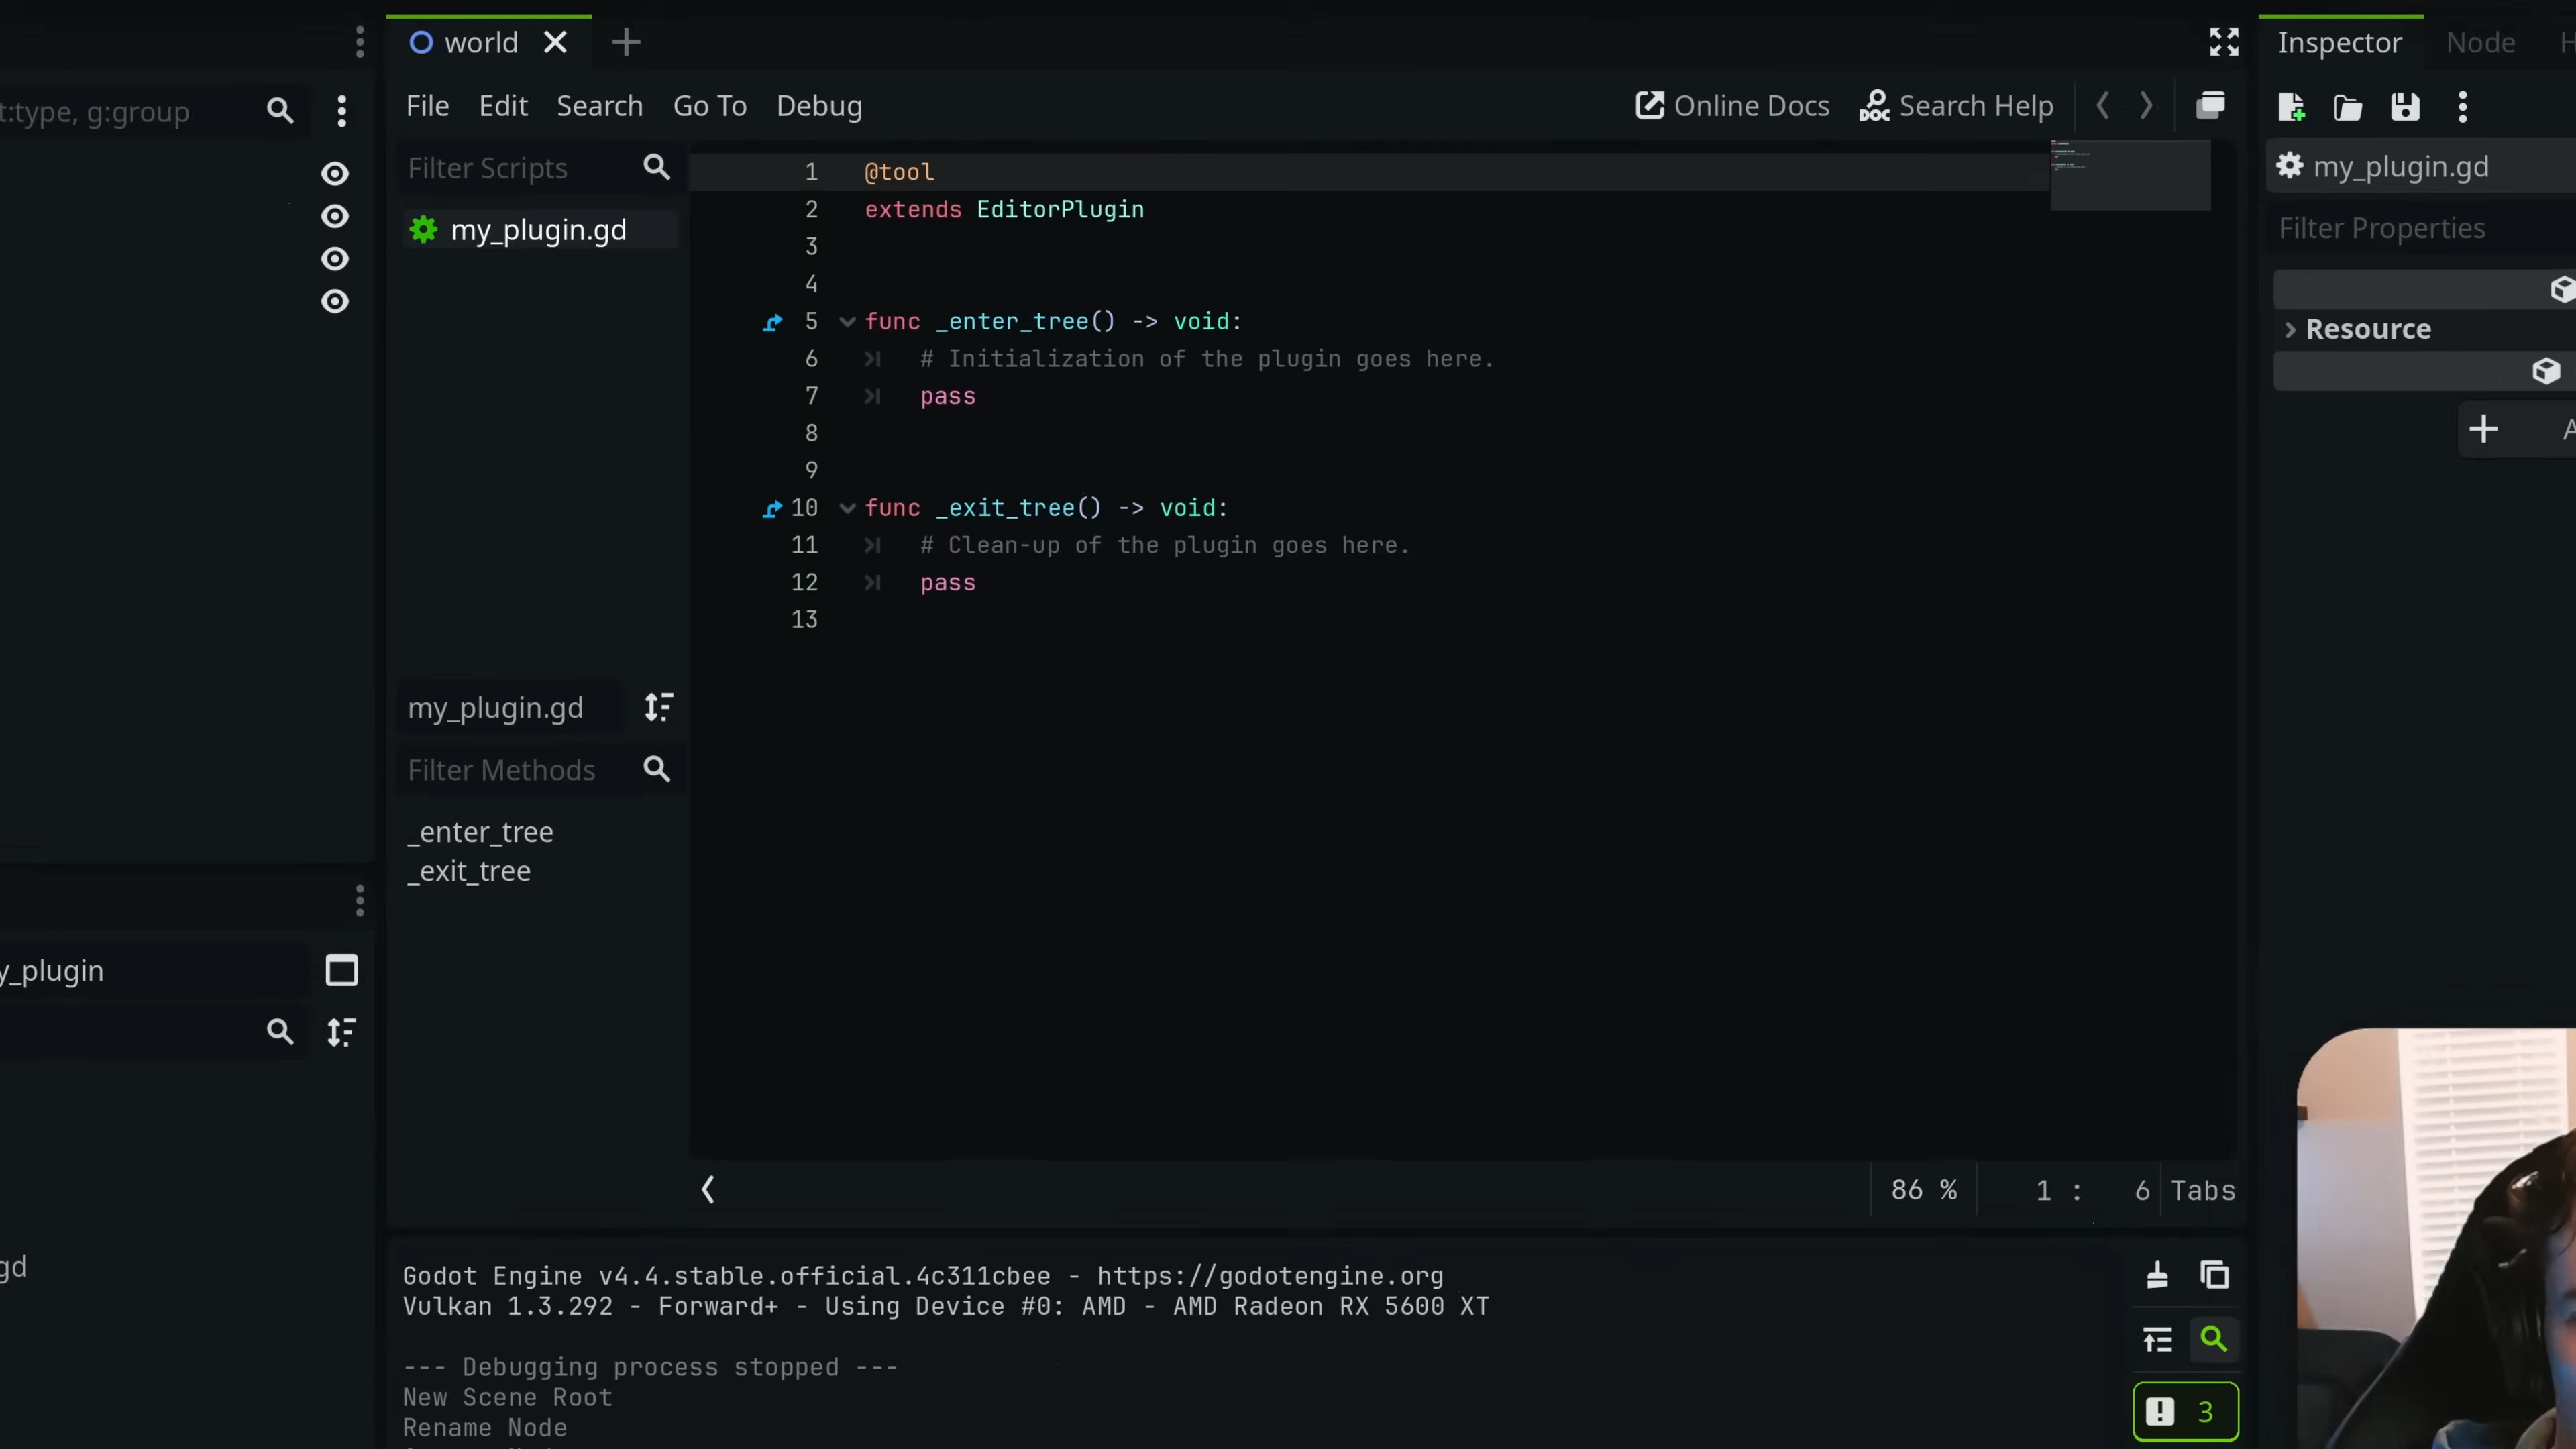 world
Inspector
Node
t:type, g:group
File Edit Search Go To Debug
Online Docs
Search Help
Filter Scripts
my_plugin.gd
1 @tool
2 extends EditorPlugin
3
4
5 func _enter_tree() -> void:
6 # Initialization of the plugin goes here.
7 pass
8
9
10 func _exit_tree() -> void:
11 # Clean-up of the plugin goes here.
12 pass
13
my_plugin.gd
Filter Properties
Resource
my_plugin.gd
Filter Methods
_enter_tree
_exit_tree
y_plugin
gd
86 %
1 : 6
Tabs
Godot Engine v4.4.stable.official.4c311cbee - https://godotengine.org
Vulkan 1.3.292 - Forward+ - Using Device #0: AMD - AMD Radeon RX 5600 XT
--- Debugging process stopped ---
New Scene Root
Rename Node
3